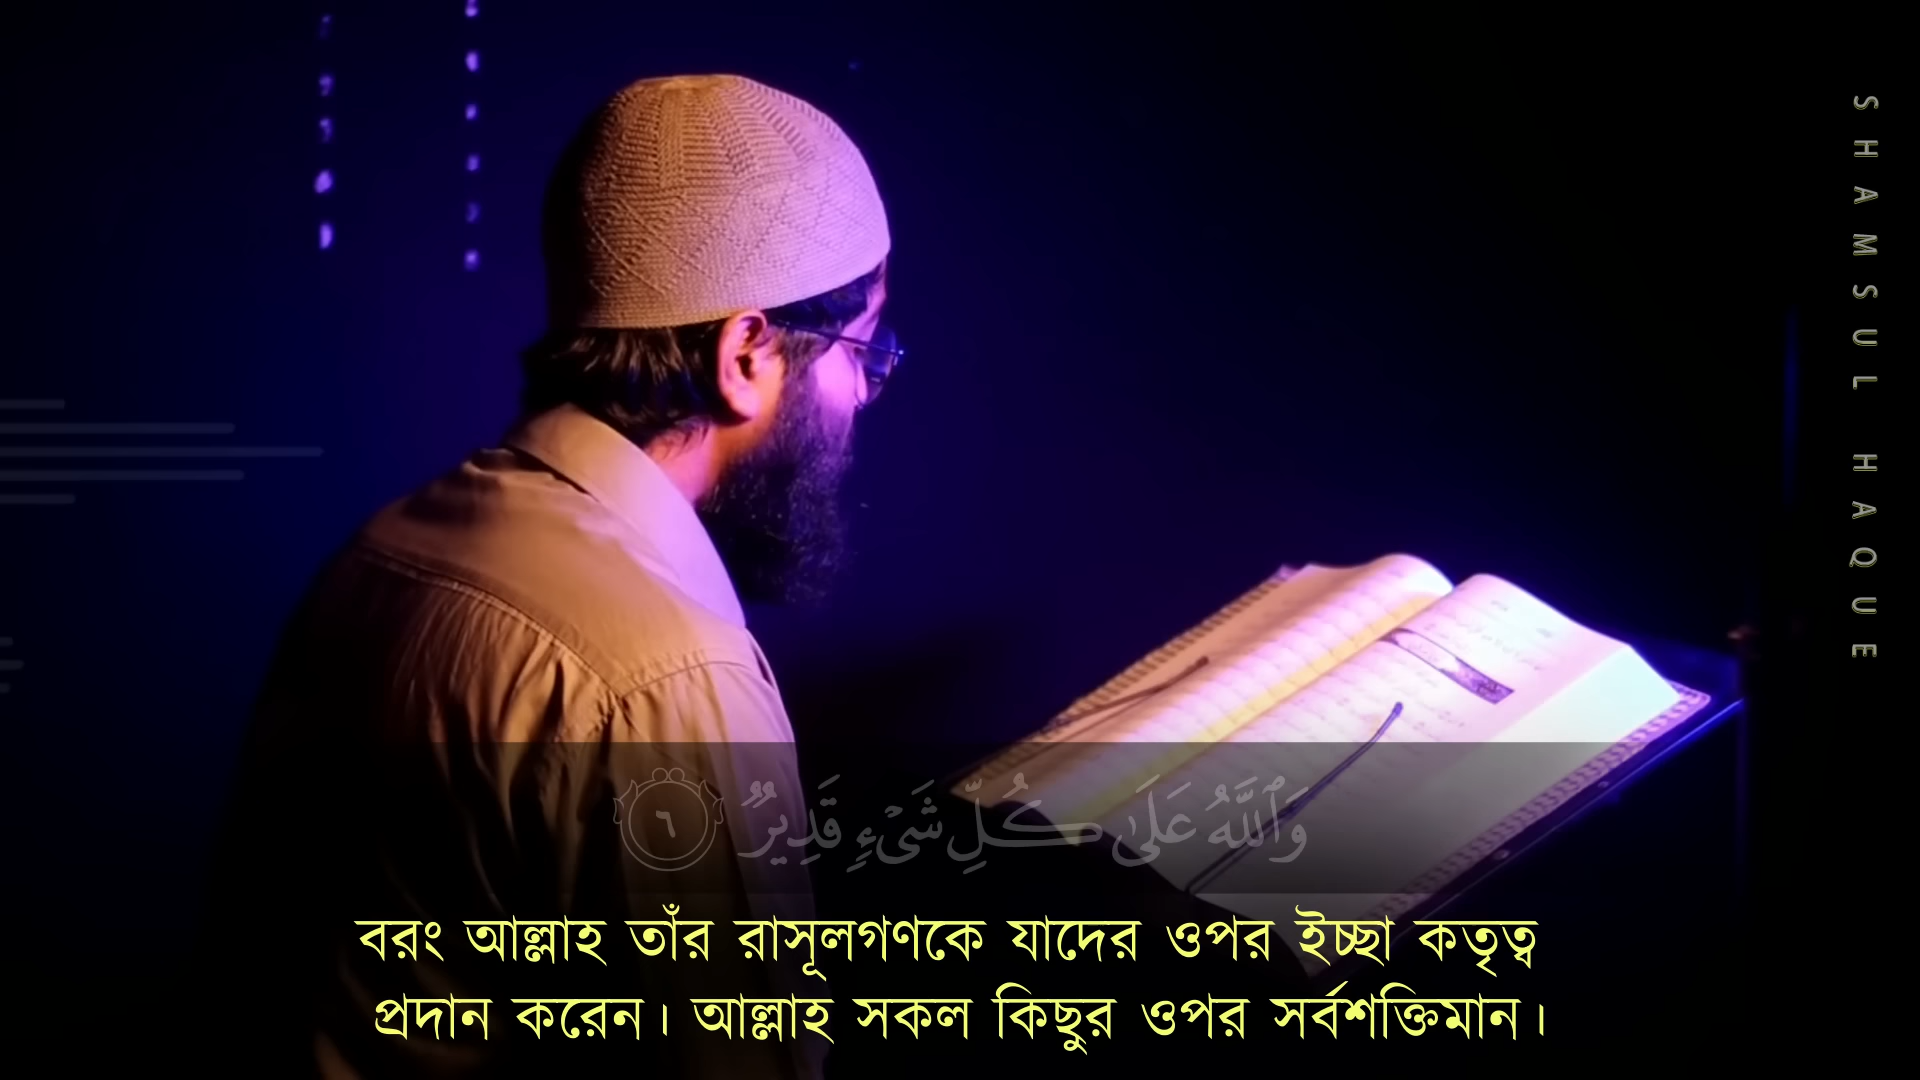 SHAMSUL HAQUE
وَٱللَّهُ عَلَىٰ كُلِّ شَىْءٍ قَدِيرٌ ٦
বরং আল্লাহ তাঁর রাসূলগণকে যাদের ওপর ইচ্ছা কতৃত্ব
প্রদান করেন। আল্লাহ সকল কিছুর ওপর সর্বশক্তিমান।